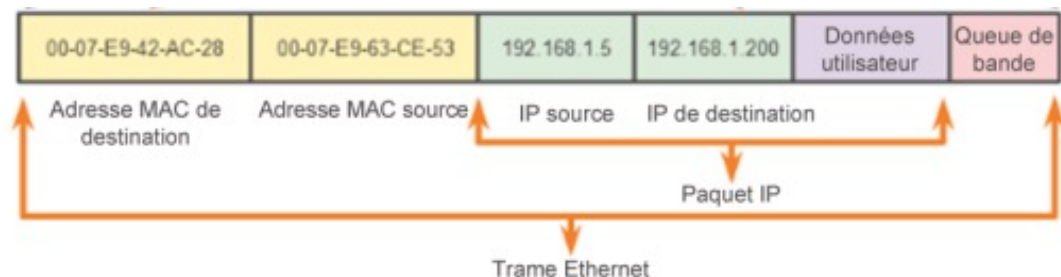 00-07-E9-42-AC-28 00-07-E9-63-CE-53 192.168.1.5 192.168.1.200 Données utilisateur Queue de bande
Adresse MAC de destination Adresse MAC source IP source IP de destination
Paquet IP
Trame Ethernet